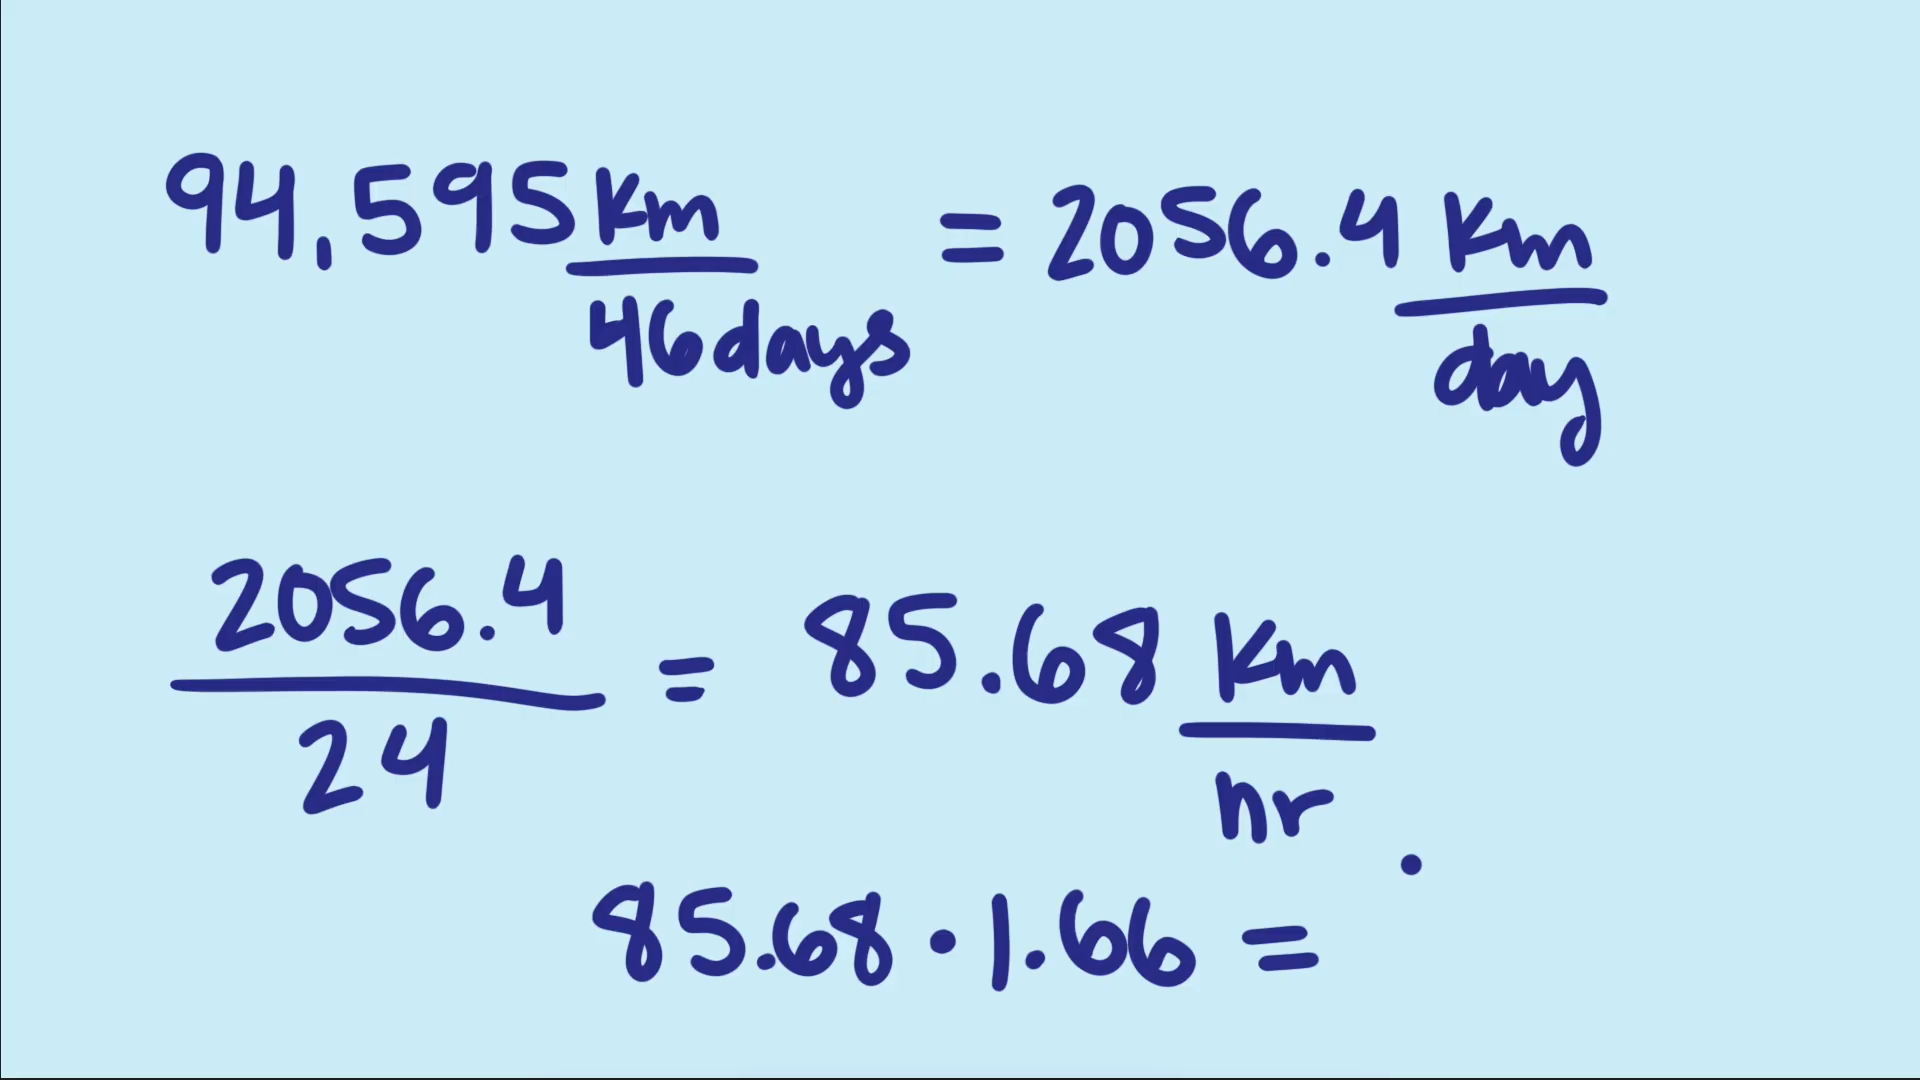 94,595 km = 2056.4 km
46 days day
2056.4 = 85.68 km
24 hr
85.68 · 1.66 =